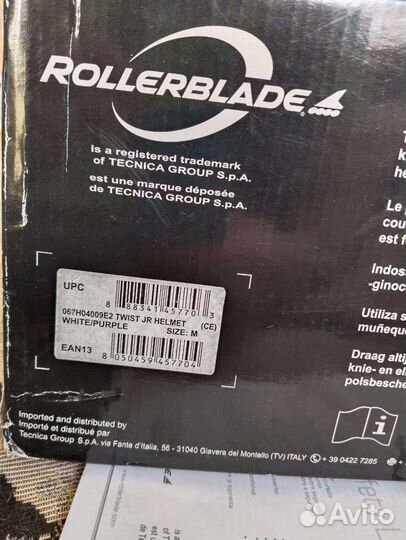 ROLLERBLADE
is a registered trademark
of TECNICA GROUP S.p.A.
est une marque déposée
de TECNICA GROUP S.p.A.
UPC
8 88341 45770 3
067H04009E2 TWIST JR HELMET (CE)
WHITE/PURPLE SIZE: M
EAN13
8 050459 457704
Imported and distributed by
Importé et distribué par
Tecnica Group S.p.A. via Fante d'Italia, 56 - 31040 Giavera del Montello (TV) ITALY + 39 0422 7285
Le
cou
est f
Indos
-ginoc
Utiliza s
muñeque
Draag altij
knie- en el
polsbesche
i
Avito